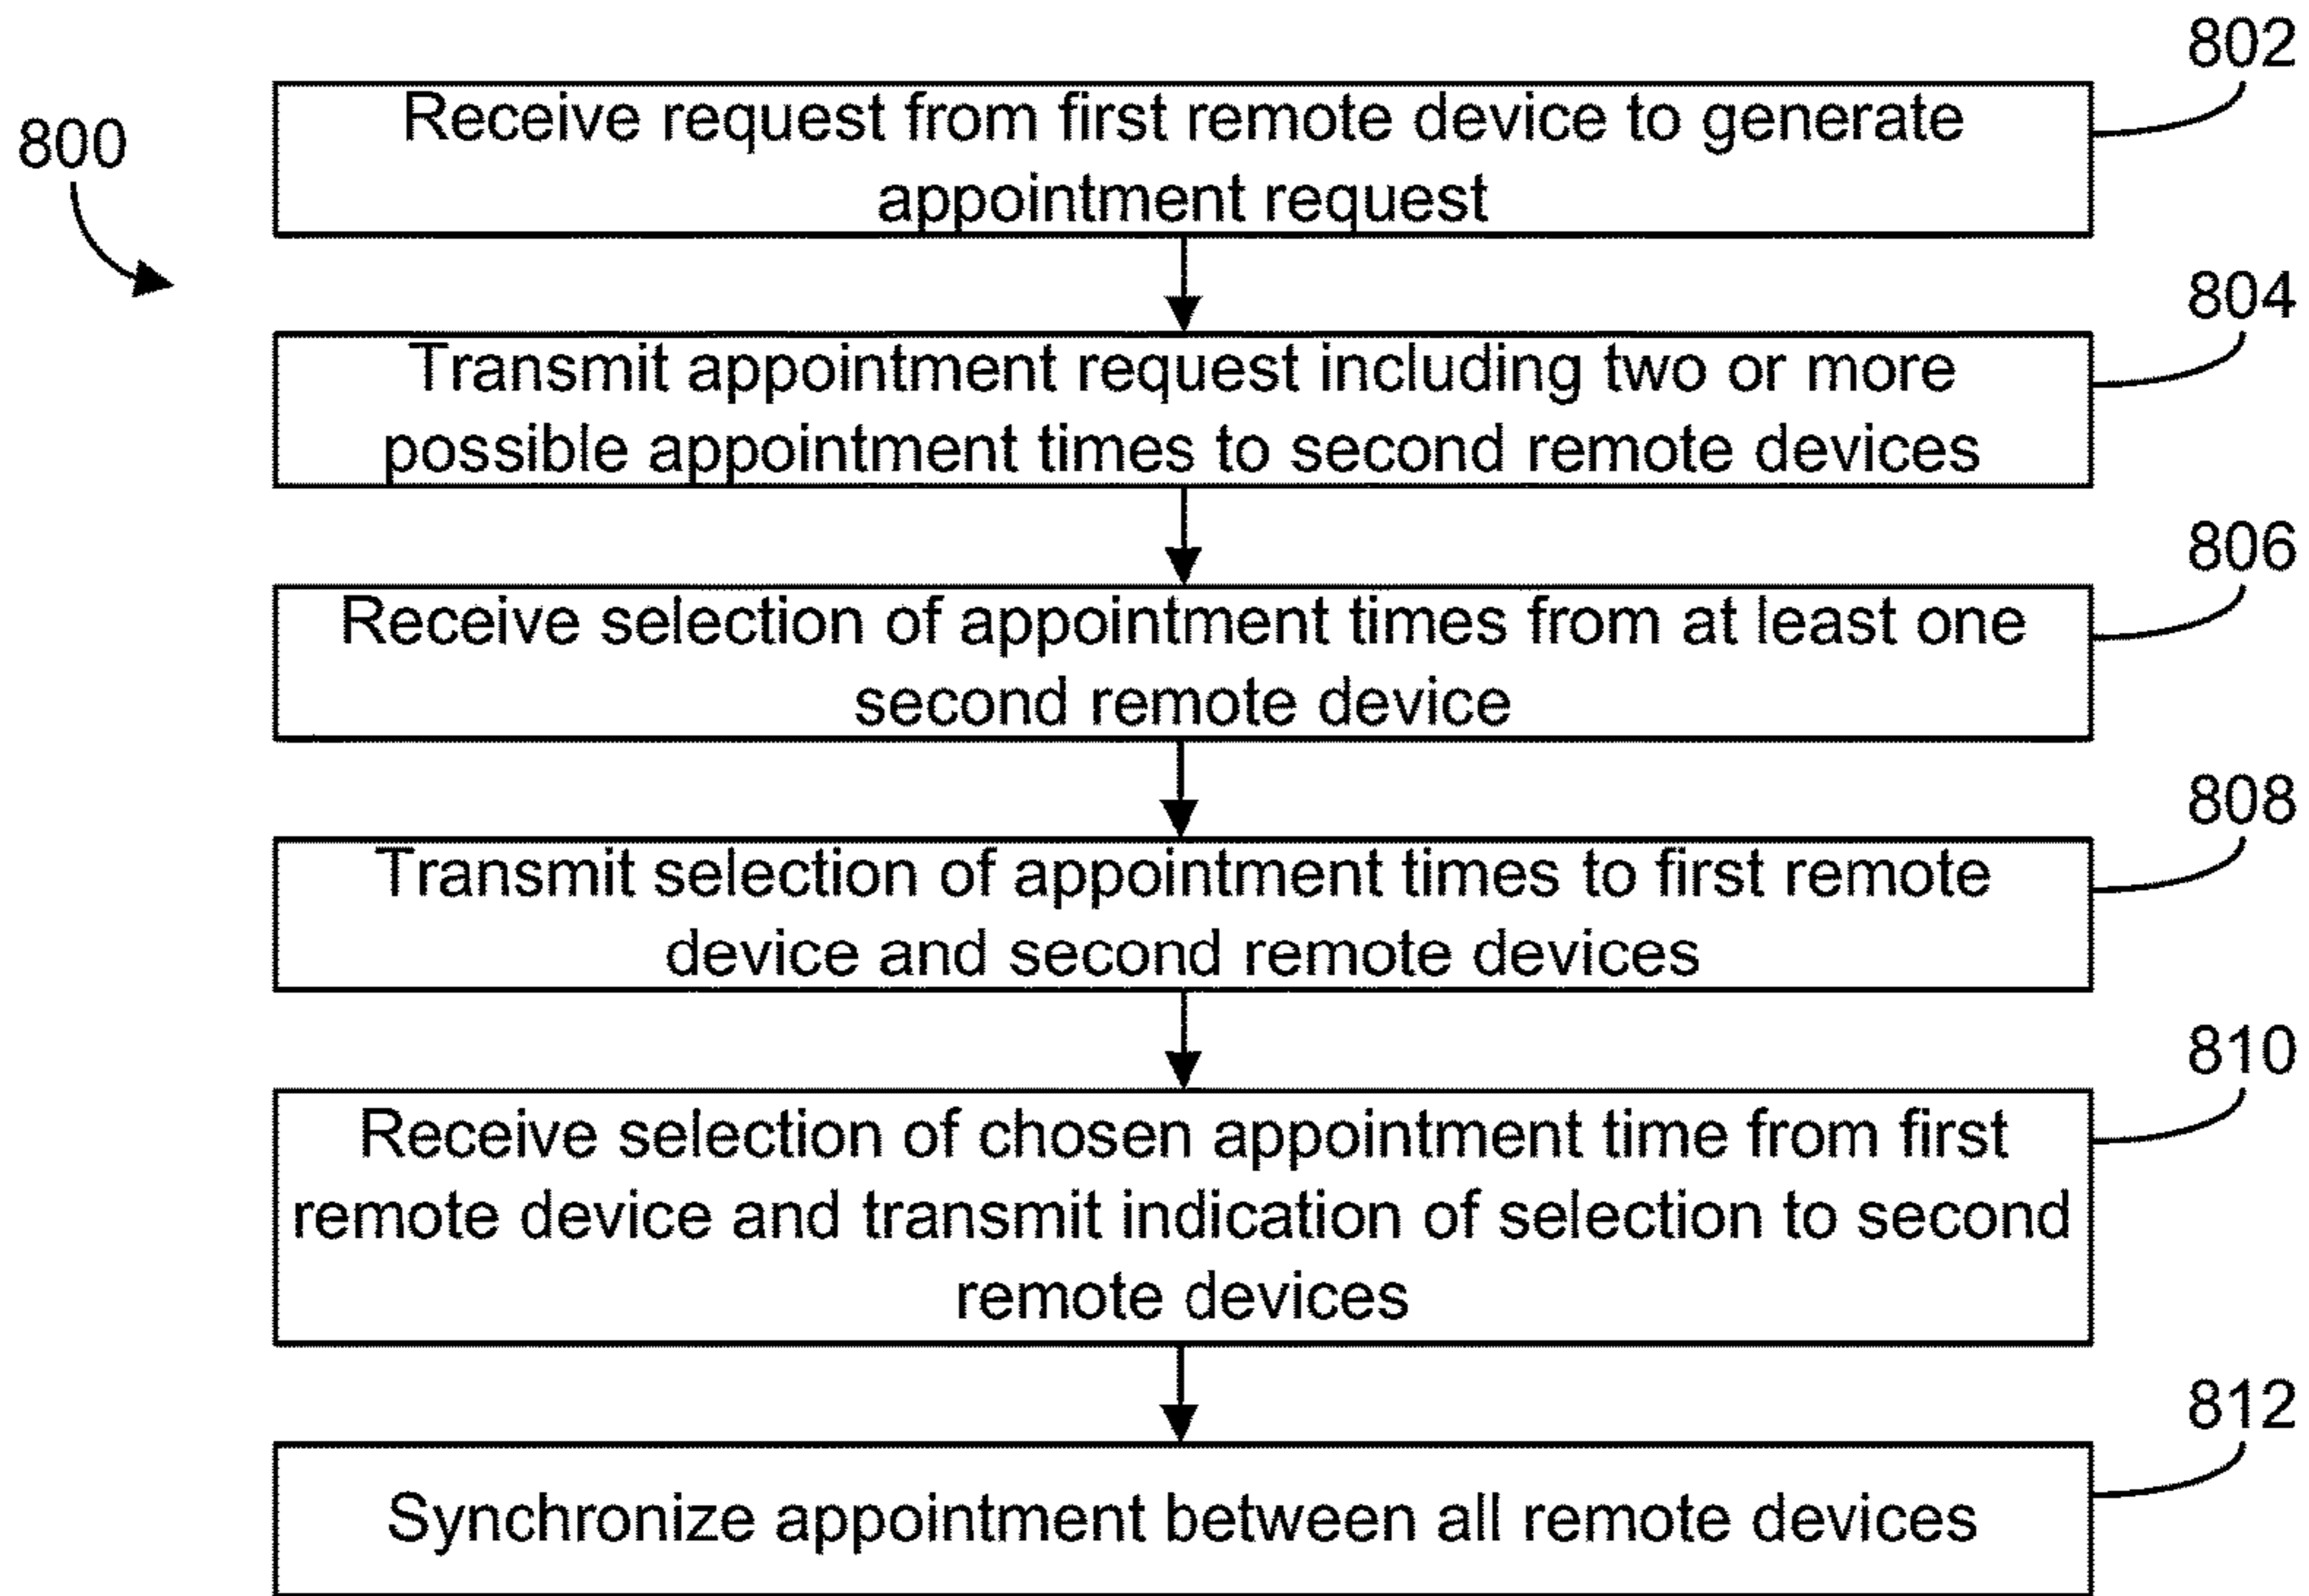 802
800
Receive request from first remote device to generate
appointment request
804
Transmit appointment request including two or more
possible appointment times to second remote devices
806
Receive selection of appointment times from at least one
second remote device
808
Transmit selection of appointment times to first remote
device and second remote devices
810
Receive selection of chosen appointment time from first
remote device and transmit indication of selection to second
remote devices
812
Synchronize appointment between all remote devices